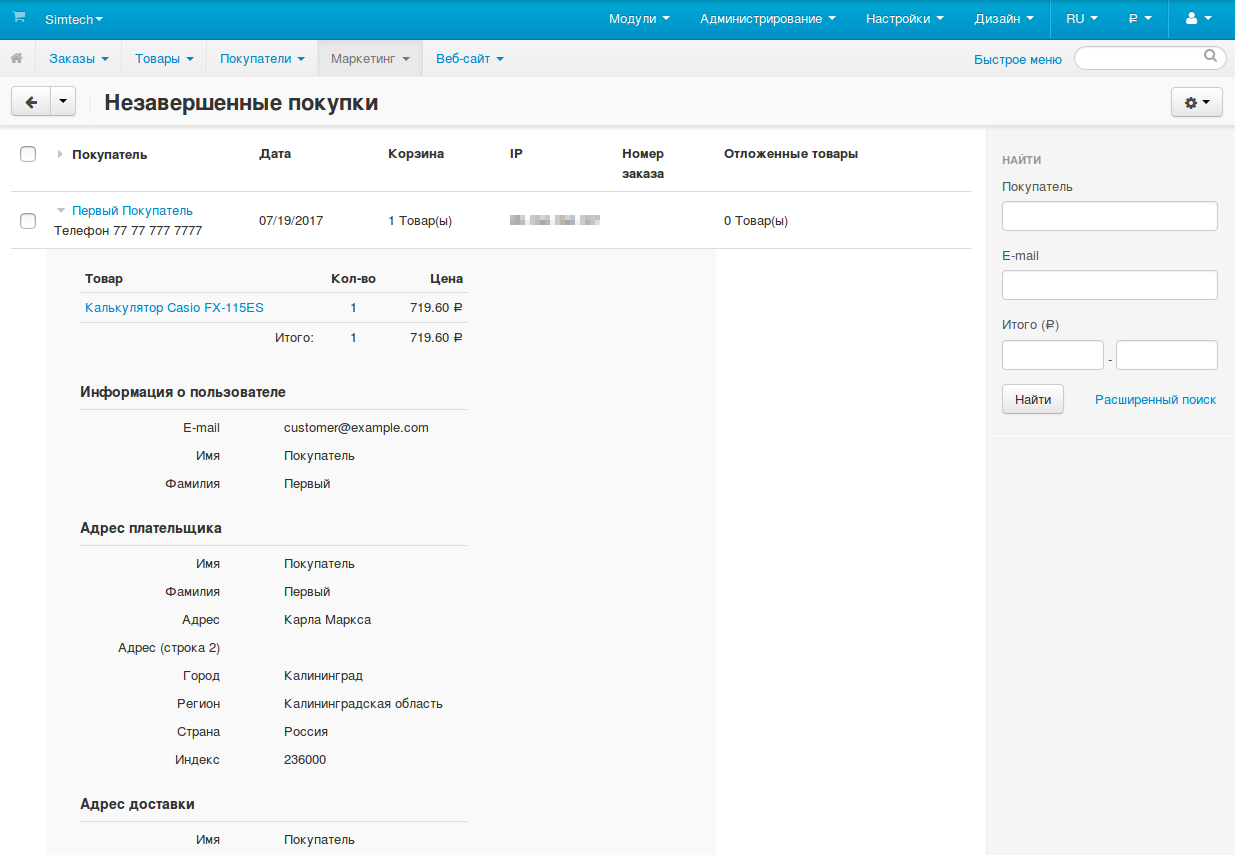 Simtech Модули Администрирование Настройки Дизайн RU ₽
Заказы Товары Покупатели Маркетинг Веб-сайт Быстрое меню
Незавершенные покупки
Покупатель Дата Корзина IP Номер заказа Отложенные товары
Первый Покупатель
Телефон 77 77 777 7777 07/19/2017 1 Товар(ы) 0 Товар(ы)
Товар Кол-во Цена
Калькулятор Casio FX-115ES 1 719.60 ₽
Итого: 1 719.60 ₽
Информация о пользователе
E-mail customer@example.com
Имя Покупатель
Фамилия Первый
Адрес плательщика
Имя Покупатель
Фамилия Первый
Адрес Карла Маркса
Адрес (строка 2)
Город Калининград
Регион Калининградская область
Страна Россия
Индекс 236000
Адрес доставки
Имя Покупатель
НАЙТИ
Покупатель
E-mail
Итого (₽)
-
Найти Расширенный поиск